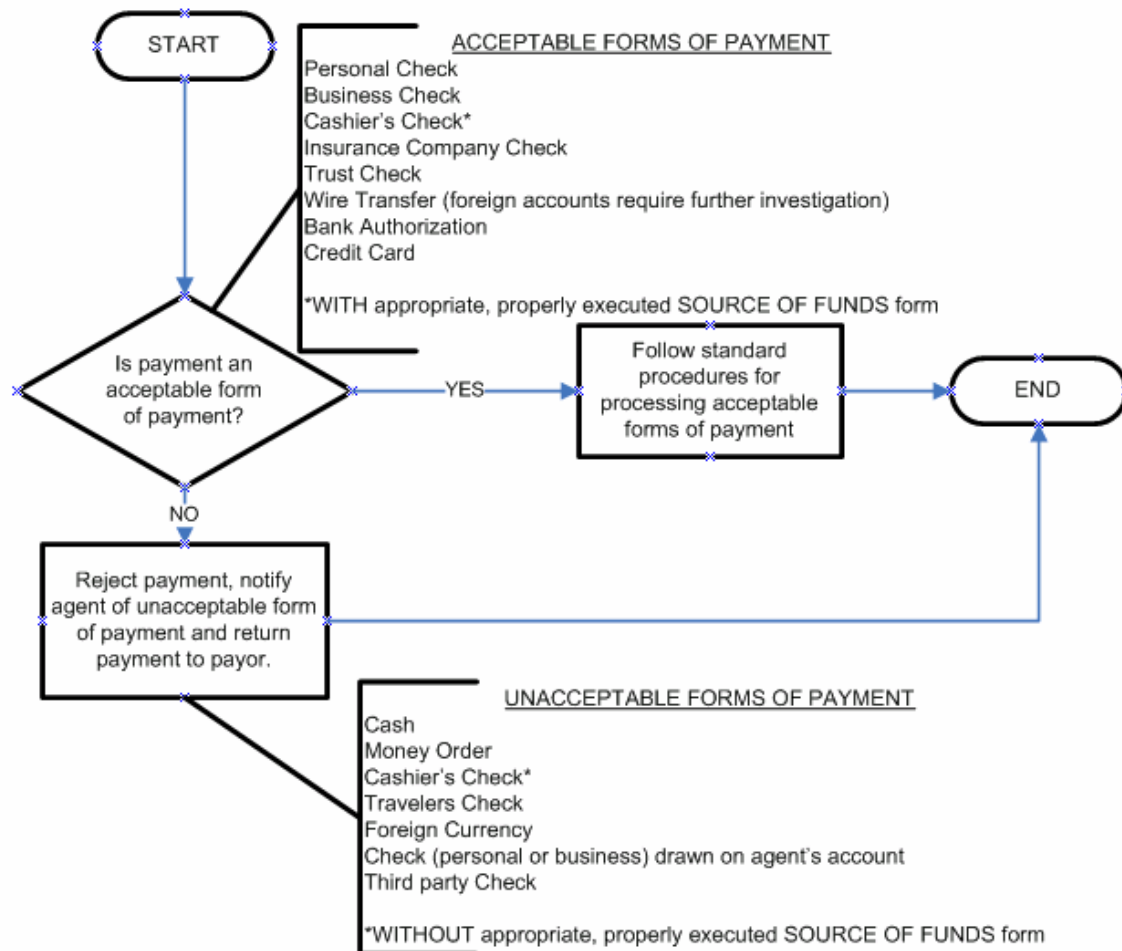 START
ACCEPTABLE FORMS OF PAYMENT
Personal Check
Business Check
Cashier's Check*
Insurance Company Check
Trust Check
Wire Transfer (foreign accounts require further investigation)
Bank Authorization
Credit Card
*WITH appropriate, properly executed SOURCE OF FUNDS form
Is payment an
acceptable form
of payment?
YES
Follow standard
procedures for
processing acceptable
forms of payment
END
NO
Reject payment, notify
agent of unacceptable form
of payment and return
payment to payor.
UNACCEPTABLE FORMS OF PAYMENT
Cash
Money Order
Cashier's Check*
Travelers Check
Foreign Currency
Check (personal or business) drawn on agent's account
Third party Check
*WITHOUT appropriate, properly executed SOURCE OF FUNDS form